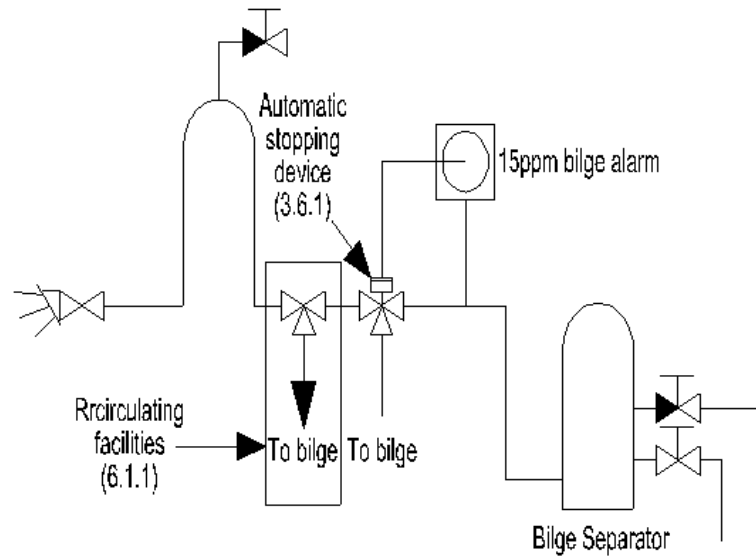 Automatic
stopping
device
(3.6.1)
15ppm bilge alarm
Rrcirculating
facilities
(6.1.1)
To bilge
To bilge
Bilge Separator